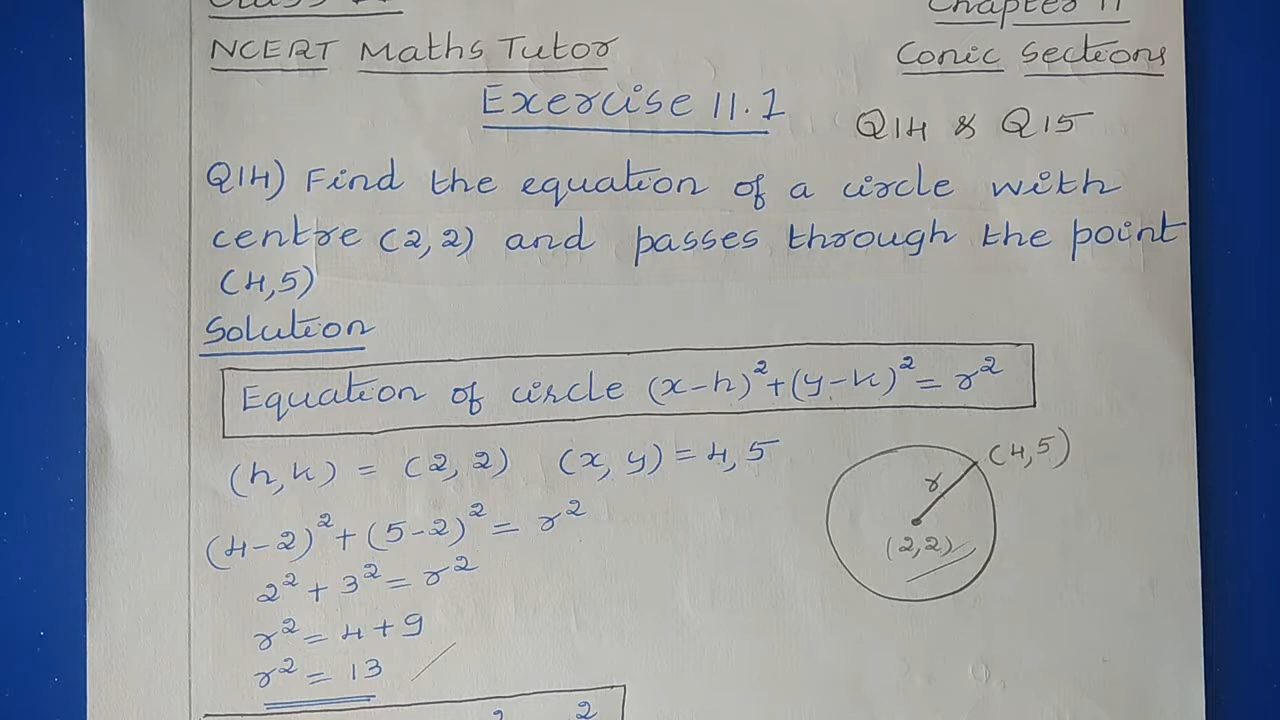 Chapter 11
NCERT Maths Tutor
Conic Sections
Exercise 11.1
Q14 & Q15
Q14) Find the equation of a circle with
centre (2,2) and passes through the point
(4,5)
Solution
Equation of circle (x-h)²+(y-k)²=r²
(h,k) = (2,2) (x,y)=4,5
(4-2)²+(5-2)²=r²
2²+3²=r²
r²=4+9
r²=13
(4,5)
r
(2,2)